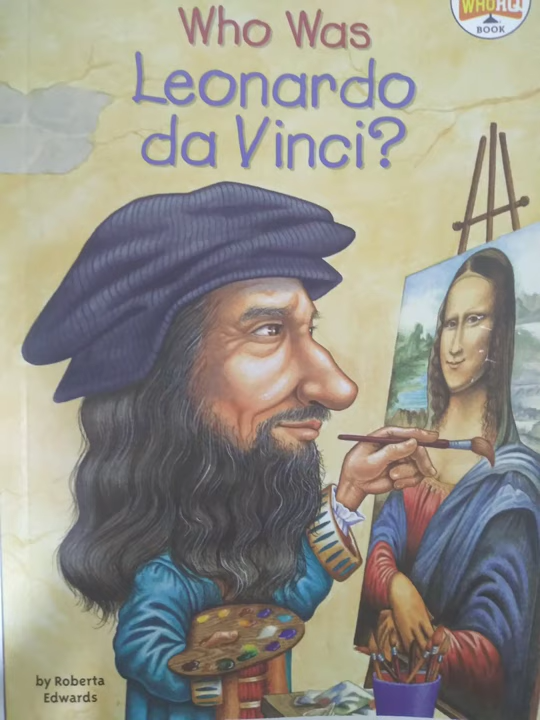 WHOHQ!
BOOK
Who Was
Leonardo
da Vinci?
by Roberta
Edwards